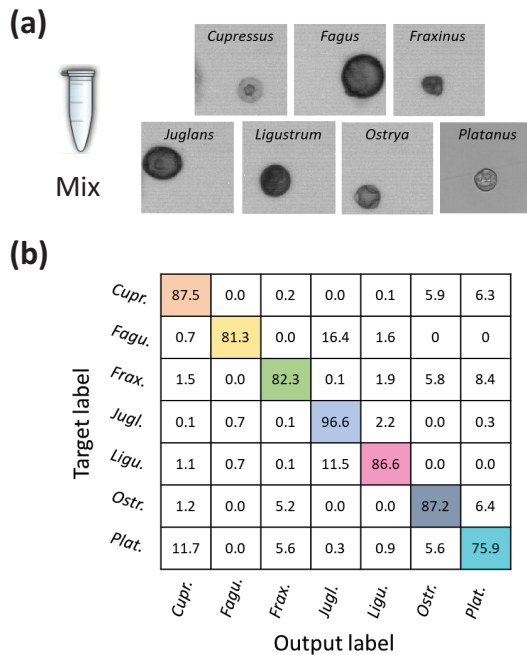 (a)
Cupressus Fagus Fraxinus
Mix
Juglans Ligustrum Ostrya Platanus
(b)
Target label
Cupr. 87.5 0.0 0.2 0.0 0.1 5.9 6.3
Fagu. 0.7 81.3 0.0 16.4 1.6 0 0
Frax. 1.5 0.0 82.3 0.1 1.9 5.8 8.4
Jugl. 0.1 0.7 0.1 96.6 2.2 0.0 0.3
Ligu. 1.1 0.7 0.1 11.5 86.6 0.0 0.0
Ostr. 1.2 0.0 5.2 0.0 0.0 87.2 6.4
Plat. 11.7 0.0 5.6 0.3 0.9 5.6 75.9
Cupr. Fagu. Frax. Jugl. Ligu. Ostr. Plat.
Output label